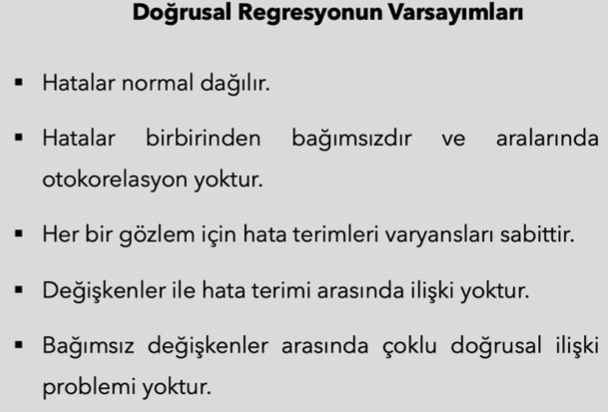 Doğrusal Regresyonun Varsayımları
▪ Hatalar normal dağılır.
▪ Hatalar birbirinden bağımsızdır ve aralarında
otokorelasyon yoktur.
▪ Her bir gözlem için hata terimleri varyansları sabittir.
▪ Değişkenler ile hata terimi arasında ilişki yoktur.
▪ Bağımsız değişkenler arasında çoklu doğrusal ilişki
problemi yoktur.